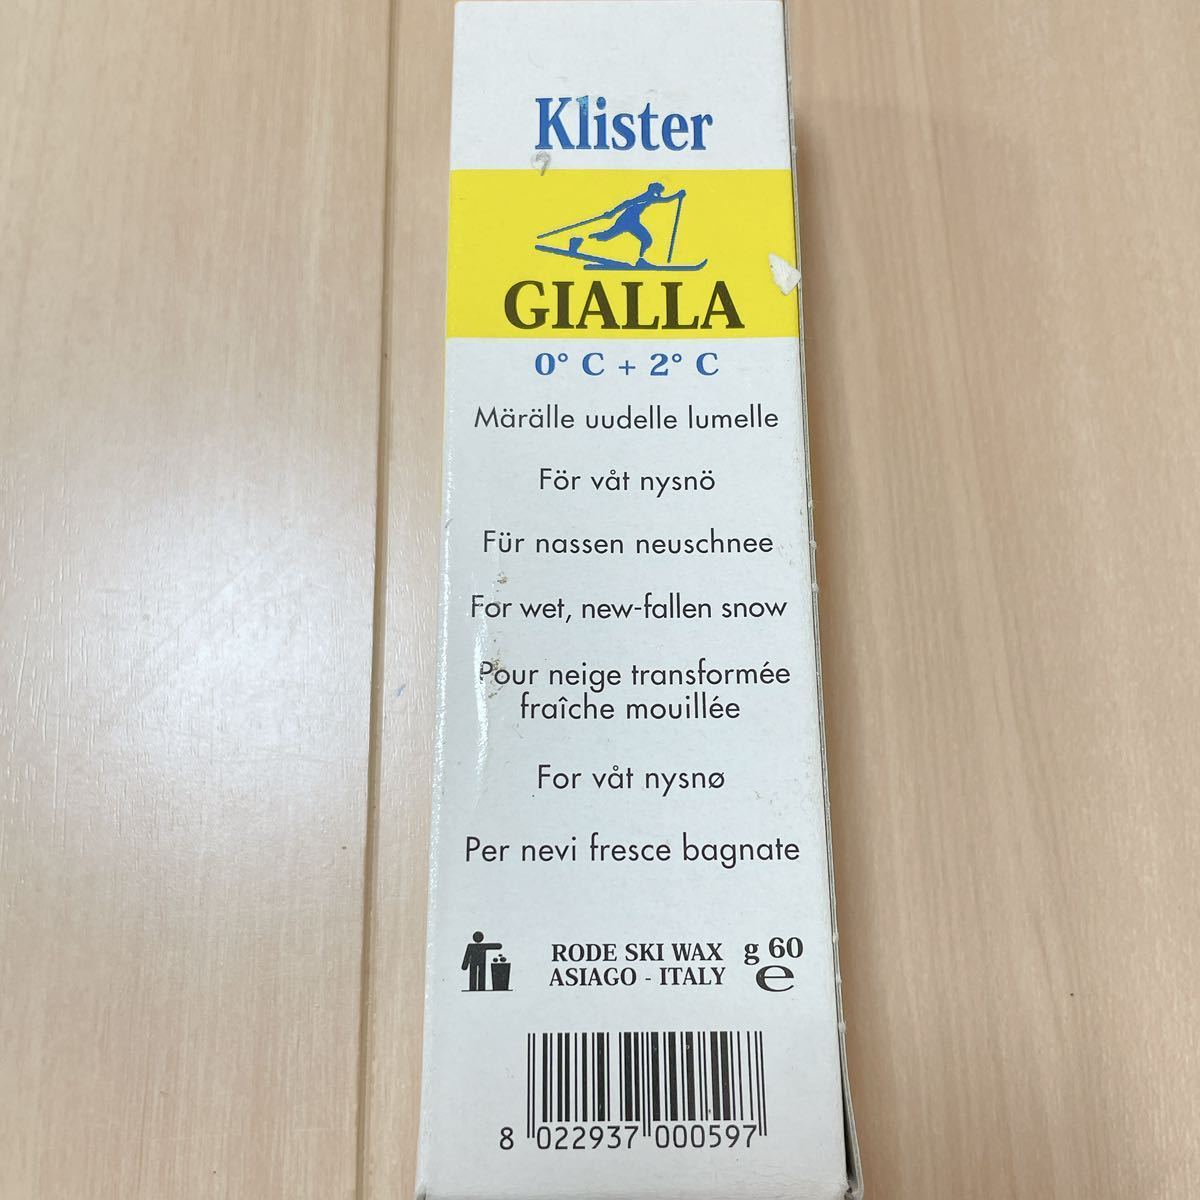 Klister
GIALLA
0° C + 2° C
Märälle uudelle lumelle
För våt nysnö
Für nassen neuschnee
For wet, new-fallen snow
Pour neige transformée
fraîche mouillée
For våt nysnø
Per nevi fresce bagnate
RODE SKI WAX g 60
ASIAGO - ITALY ℮
8 022937 000597